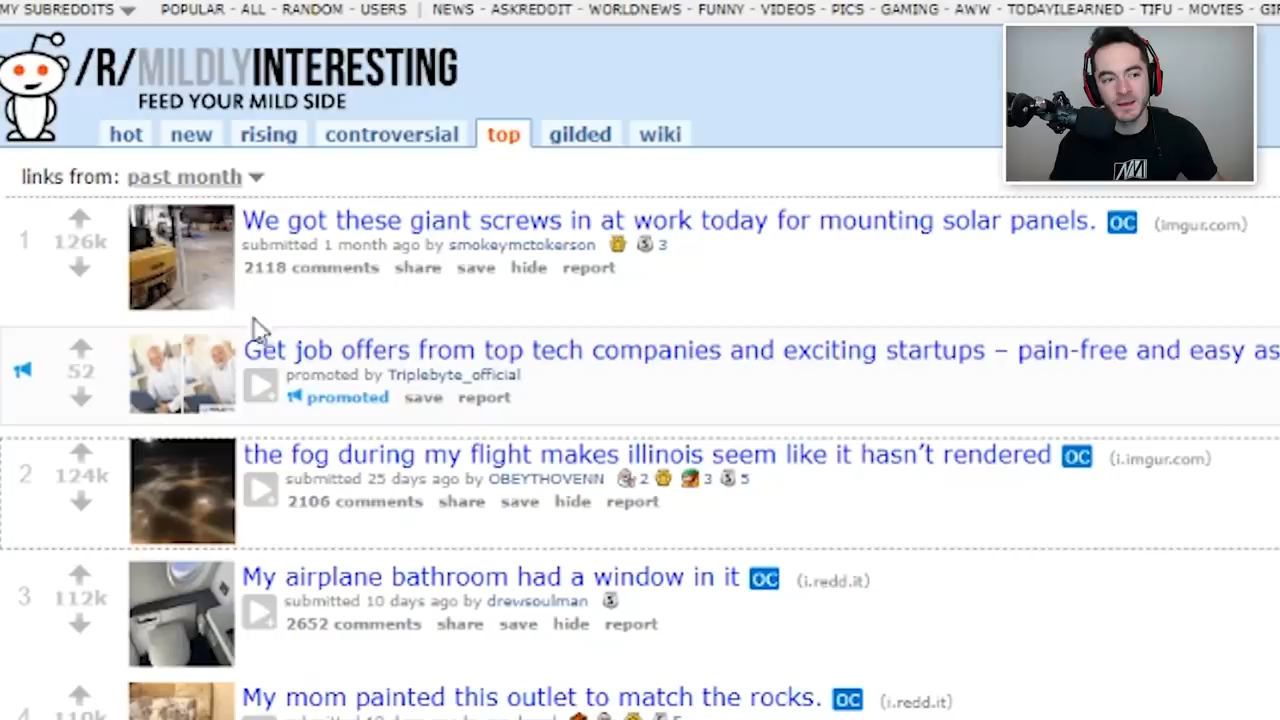 MY SUBREDDITS POPULAR - ALL - RANDOM - USERS | NEWS - ASKREDDIT - WORLDNEWS - FUNNY - VIDEOS - PICS - GAMING - AWW - TODAYILEARNED - TIFU - MOVIES -
/R/MILDLYINTERESTING
FEED YOUR MILD SIDE
hot new rising controversial top gilded wiki
links from: past month
We got these giant screws in at work today for mounting solar panels. OC (imgur.com)
1 126k
submitted 1 month ago by smokeymctokerson 3
2118 comments share save hide report
Get job offers from top tech companies and exciting startups – pain-free and easy as
52
promoted by Triplebyte_official
promoted save report
the fog during my flight makes illinois seem like it hasn't rendered OC (i.imgur.com)
2 124k
submitted 25 days ago by OBEYTHOVENN 2 3 5
2106 comments share save hide report
My airplane bathroom had a window in it OC (i.redd.it)
3 112k
submitted 10 days ago by drewsoulman
2652 comments share save hide report
My mom painted this outlet to match the rocks. OC (i.redd.it)